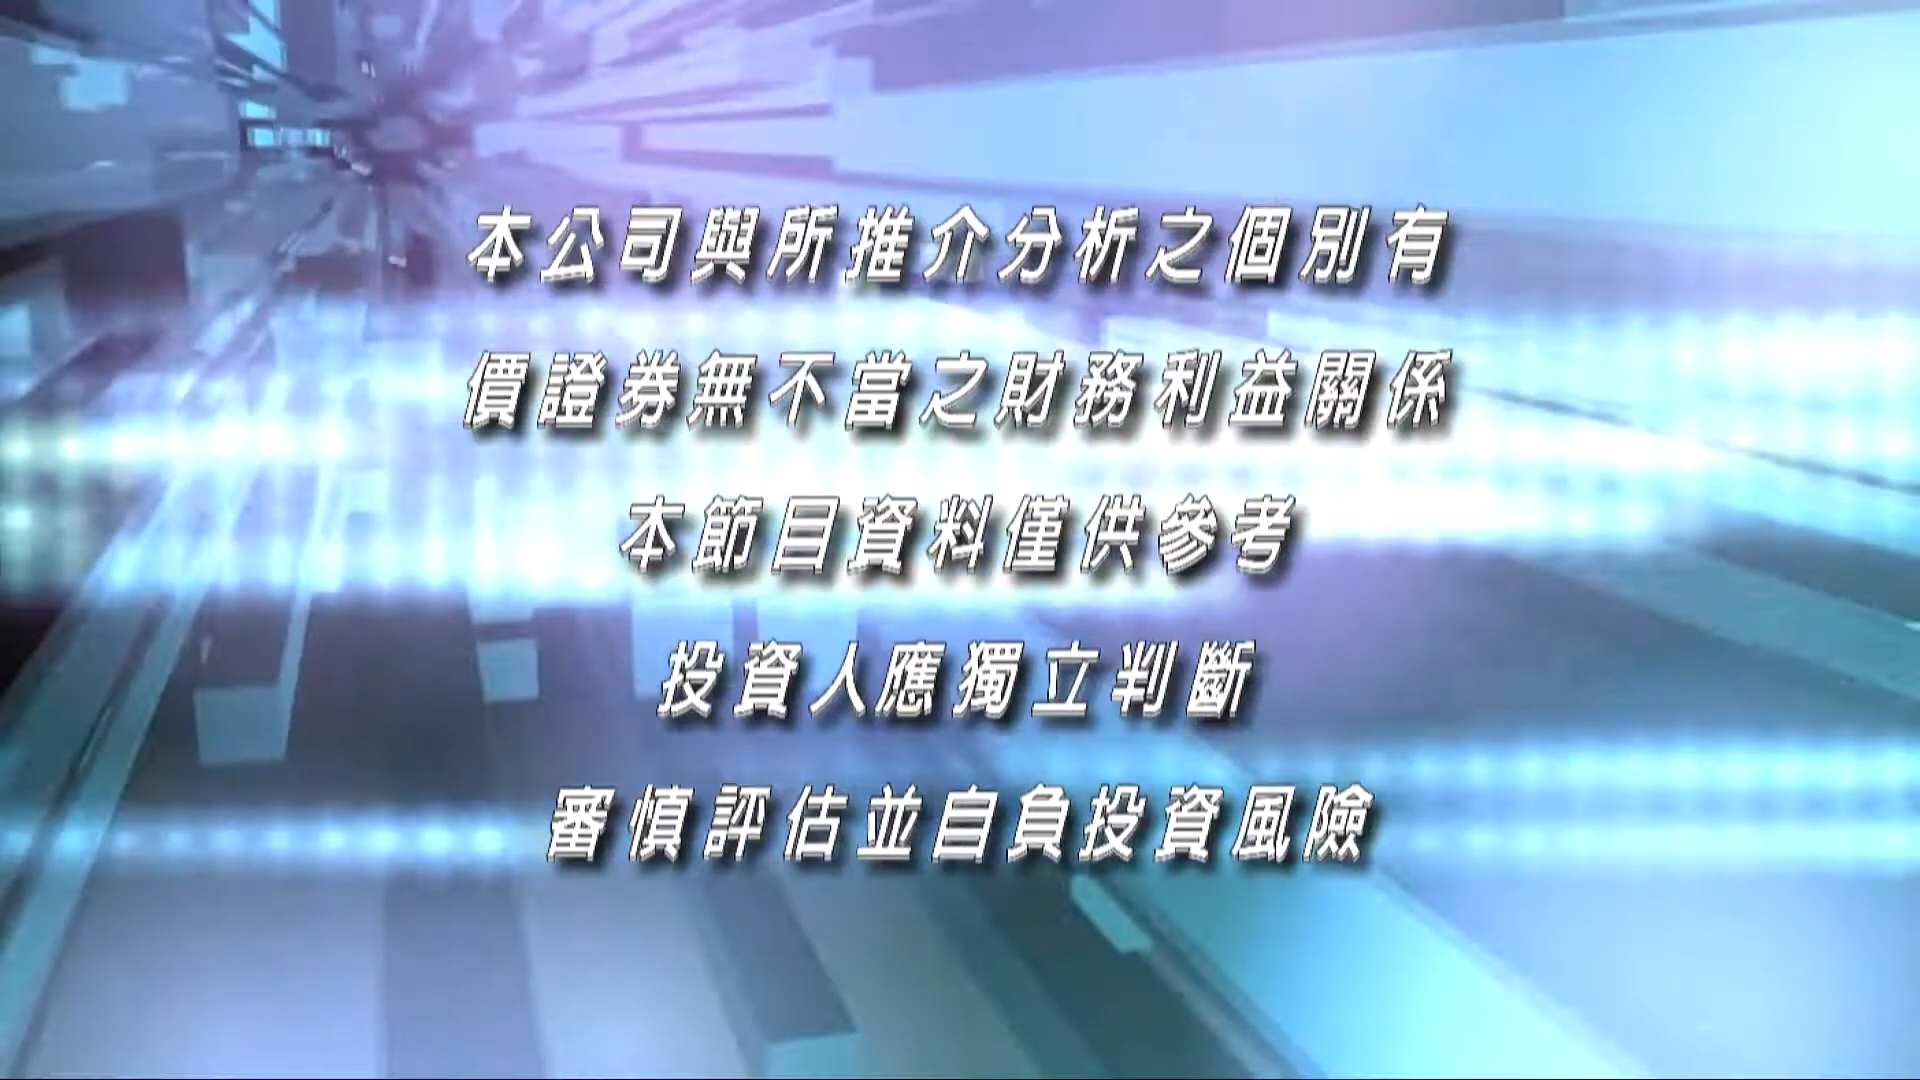 本公司與所推介分析之個別有
價證券無不當之財務利益關係
本節目資料僅供參考
投資人應獨立判斷
審慎評估並自負投資風險